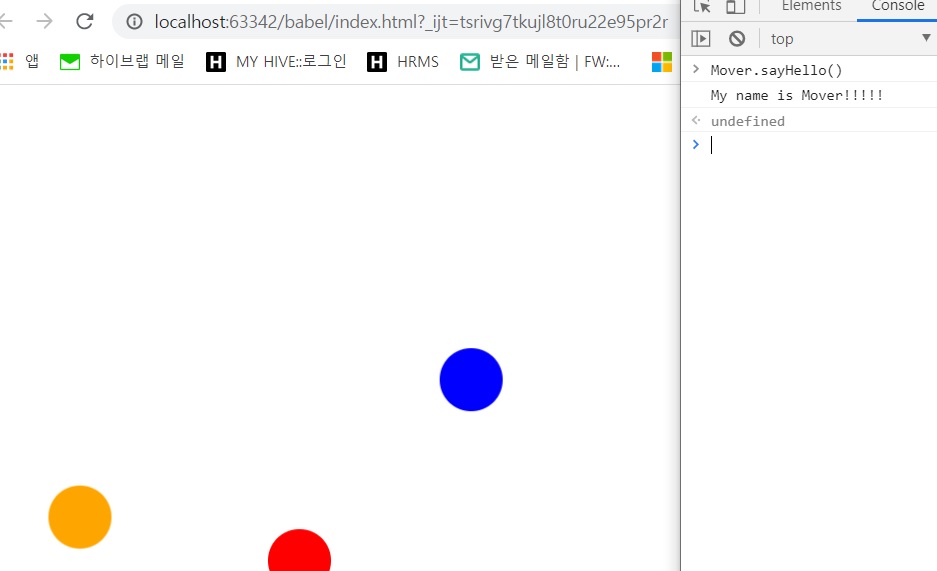 localhost:63342/babel/index.html?_ijt=tsrivg7tkujl8t0ru22e95pr2r
앱 하이브랩 메일 H MY HIVE::로그인 H HRMS 받은 메일함 | FW:...
Elements Console
top
> Mover.sayHello()
My name is Mover!!!!!
undefined
>